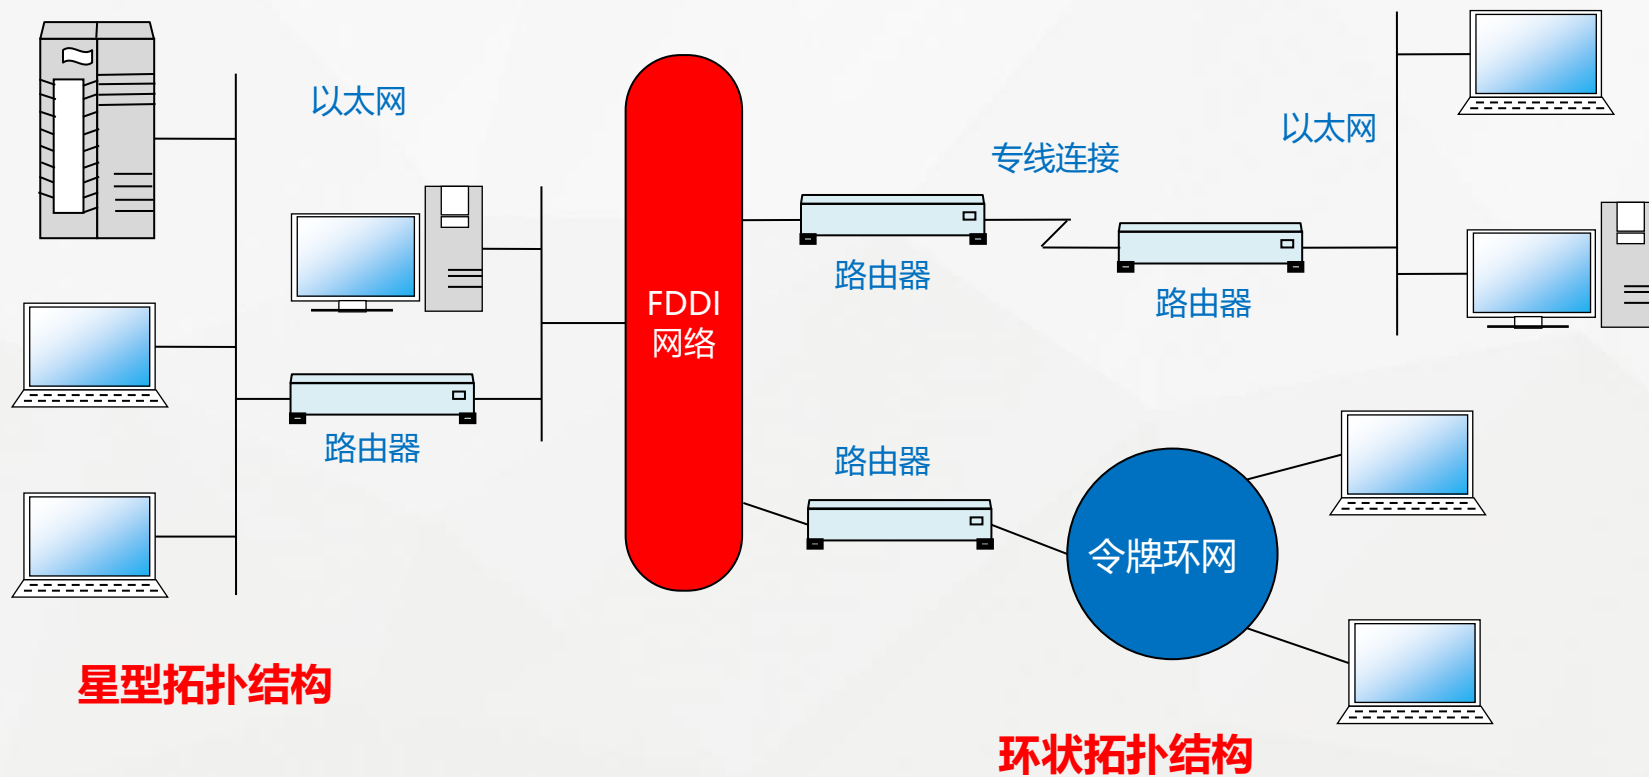 以太网
以太网
专线连接
路由器
FDDI
网络
路由器
路由器
路由器
令牌环网
星型拓扑结构
环状拓扑结构